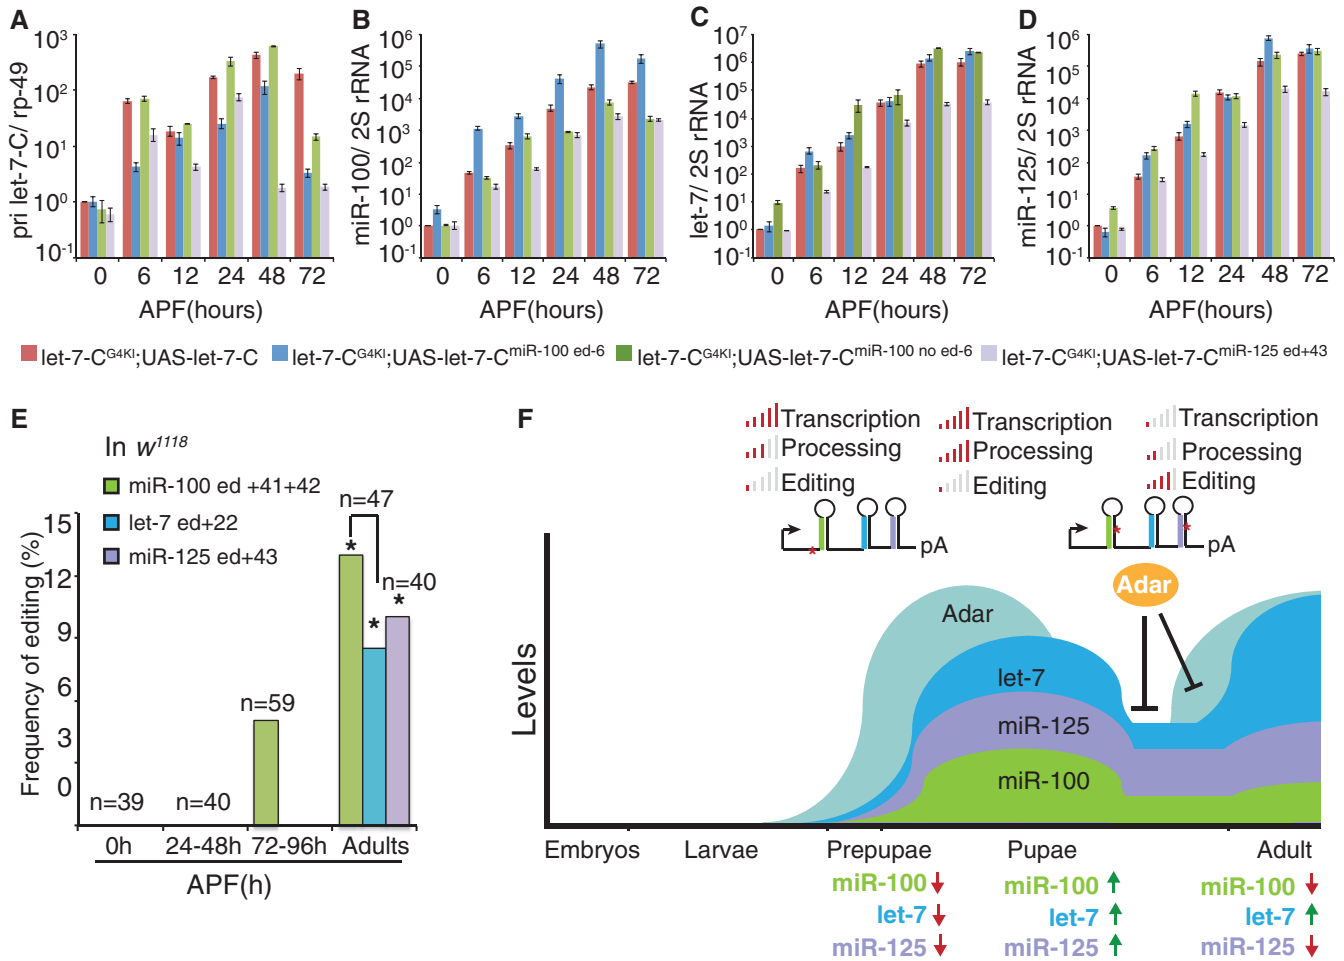 A
pri let-7-C/ rp-49
10³
10²
10¹
10⁰
10⁻¹
0 6 12 24 48 72
APF(hours)
B
miR-100/ 2S rRNA
10⁶
10⁵
10⁴
10³
10²
10¹
10⁰
10⁻¹
0 6 12 24 48 72
APF(hours)
C
let-7/ 2S rRNA
10⁷
10⁶
10⁵
10⁴
10³
10²
10¹
10⁰
10⁻¹
0 6 12 24 48 72
APF(hours)
D
miR-125/ 2S rRNA
10⁶
10⁵
10⁴
10³
10²
10¹
10⁰
10⁻¹
0 6 12 24 48 72
APF(hours)
let-7-C^G4KI;UAS-let-7-C
let-7-C^G4KI;UAS-let-7-C^miR-100 ed-6
let-7-C^G4KI;UAS-let-7-C^miR-100 no ed-6
let-7-C^G4KI;UAS-let-7-C^miR-125 ed+43
E
In w¹¹¹⁸
miR-100 ed +41+42
let-7 ed+22
miR-125 ed+43
Frequency of editing (%)
15
12
9
6
3
0
n=39
n=40
n=59
n=47
n=40
*
*
*
0h 24-48h 72-96h Adults
APF(h)
F
Transcription
Processing
Editing
Transcription
Processing
Editing
Transcription
Processing
Editing
*
pA
*
*
pA
Adar
Levels
Adar
let-7
miR-125
miR-100
Embryos Larvae Prepupae Pupae Adult
miR-100 ↓ miR-100 ↑ miR-100 ↓
let-7 ↓ let-7 ↑ let-7 ↑
miR-125 ↓ miR-125 ↑ miR-125 ↓